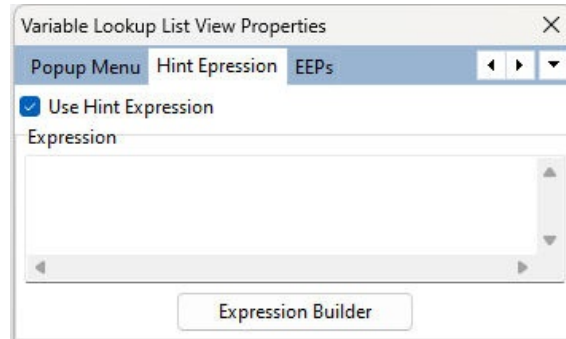 Variable Lookup List View Properties
Popup Menu Hint Epression EEPs
Use Hint Expression
Expression
Expression Builder